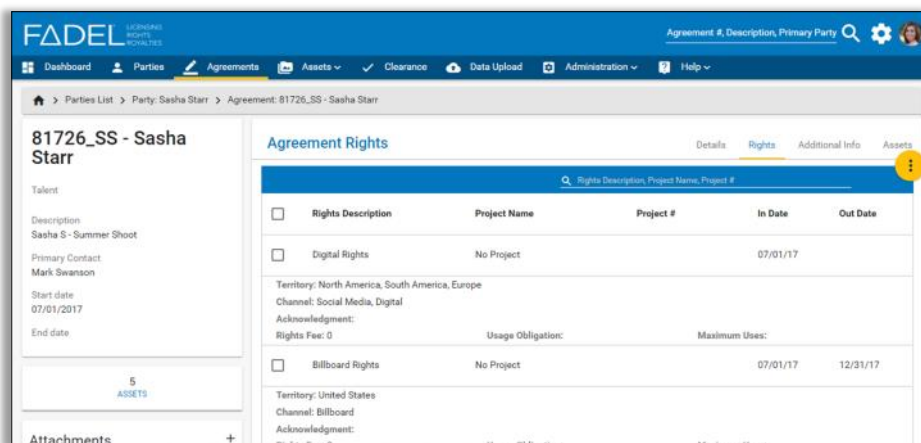 FADEL LICENSING
RIGHTS
ROYALTIES
Agreement #, Description, Primary Party
Dashboard Parties Agreements Assets Clearance Data Upload Administration Help
> Parties List > Party: Sasha Starr > Agreement: 81726_SS - Sasha Starr
81726_SS - Sasha
Starr
Talent
Description
Sasha S - Summer Shoot
Primary Contact
Mark Swanson
Start date
07/01/2017
End date
5
ASSETS
Attachments +
Agreement Rights Details Rights Additional Info Assets
Rights Description, Project Name, Project #
Rights Description Project Name Project # In Date Out Date
Digital Rights No Project 07/01/17
Territory: North America, South America, Europe
Channel: Social Media, Digital
Acknowledgment:
Rights Fee: 0 Usage Obligation: Maximum Uses:
Billboard Rights No Project 07/01/17 12/31/17
Territory: United States
Channel: Billboard
Acknowledgment: